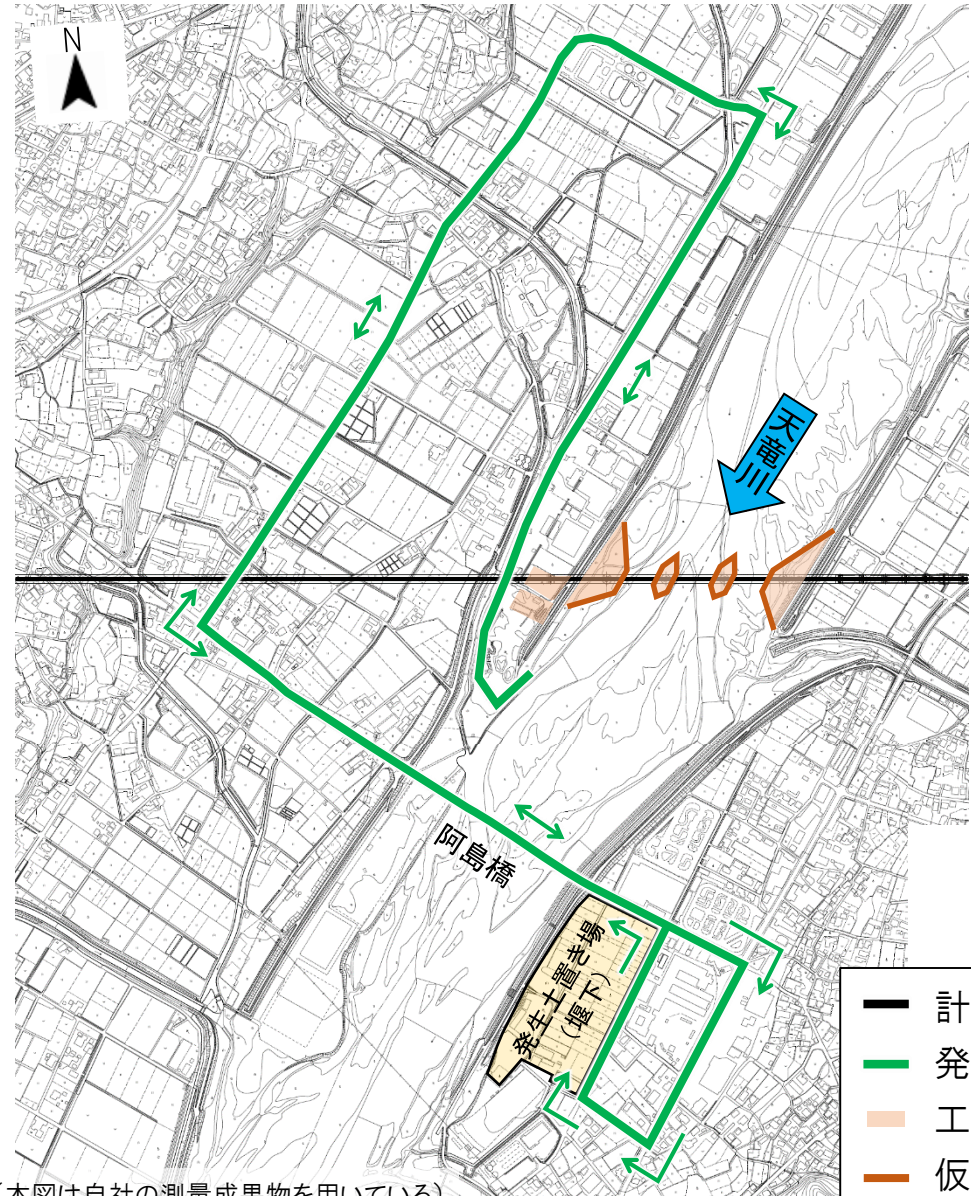 N
天竜川
阿島橋
発生土置き場
（堰下）
計
発
工
仮
（本図は自社の測量成果物を用いている）